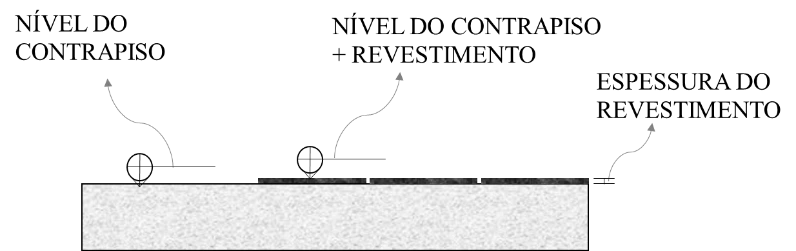 NÍVEL DO
CONTRAPISO
NÍVEL DO CONTRAPISO
+ REVESTIMENTO
ESPESSURA DO
REVESTIMENTO